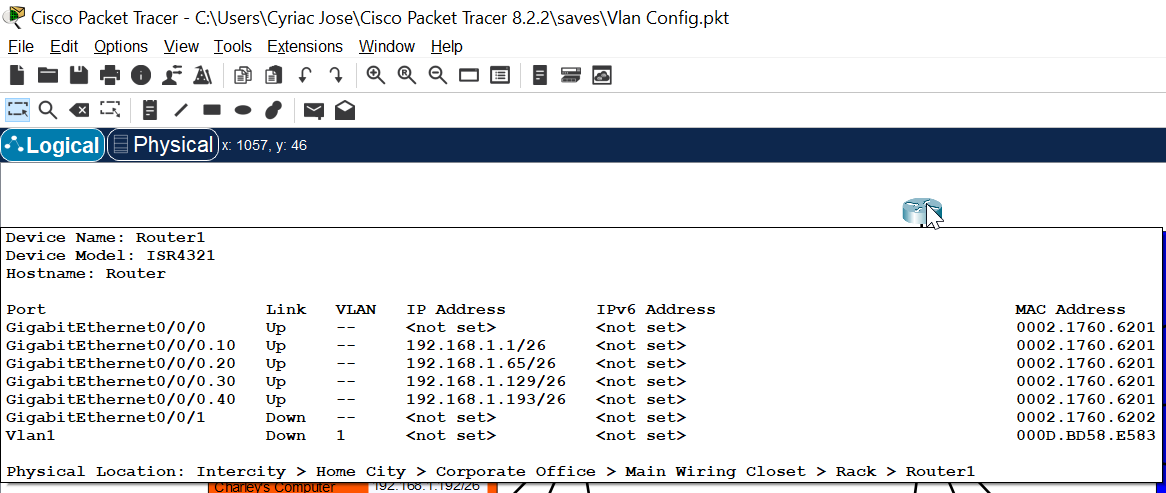 Cisco Packet Tracer - C:\Users\Cyriac Jose\Cisco Packet Tracer 8.2.2\saves\Vlan Config.pkt
File Edit Options View Tools Extensions Window Help
Logical Physical x: 1057, y: 46
Device Name: Router1
Device Model: ISR4321
Hostname: Router
Port Link VLAN IP Address IPv6 Address MAC Address
GigabitEthernet0/0/0 Up -- <not set> <not set> 0002.1760.6201
GigabitEthernet0/0/0.10 Up -- 192.168.1.1/26 <not set> 0002.1760.6201
GigabitEthernet0/0/0.20 Up -- 192.168.1.65/26 <not set> 0002.1760.6201
GigabitEthernet0/0/0.30 Up -- 192.168.1.129/26 <not set> 0002.1760.6201
GigabitEthernet0/0/0.40 Up -- 192.168.1.193/26 <not set> 0002.1760.6201
GigabitEthernet0/0/1 Down -- <not set> <not set> 0002.1760.6202
Vlan1 Down 1 <not set> <not set> 000D.BD58.E583
Physical Location: Intercity > Home City > Corporate Office > Main Wiring Closet > Rack > Router1
Charley's Computer 192.168.1.192/26